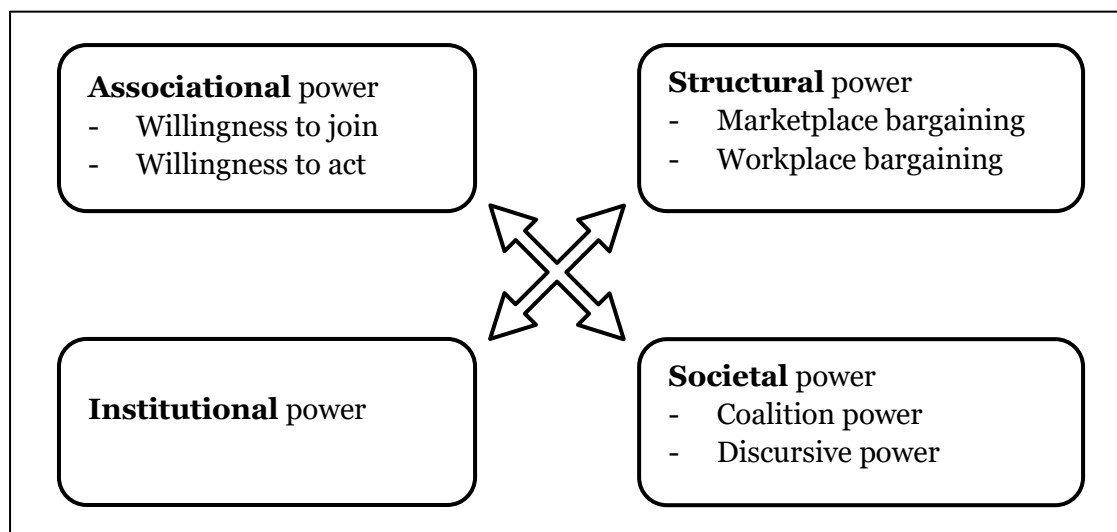 Associational power
- Willingness to join
- Willingness to act
Structural power
- Marketplace bargaining
- Workplace bargaining
Institutional power
Societal power
- Coalition power
- Discursive power